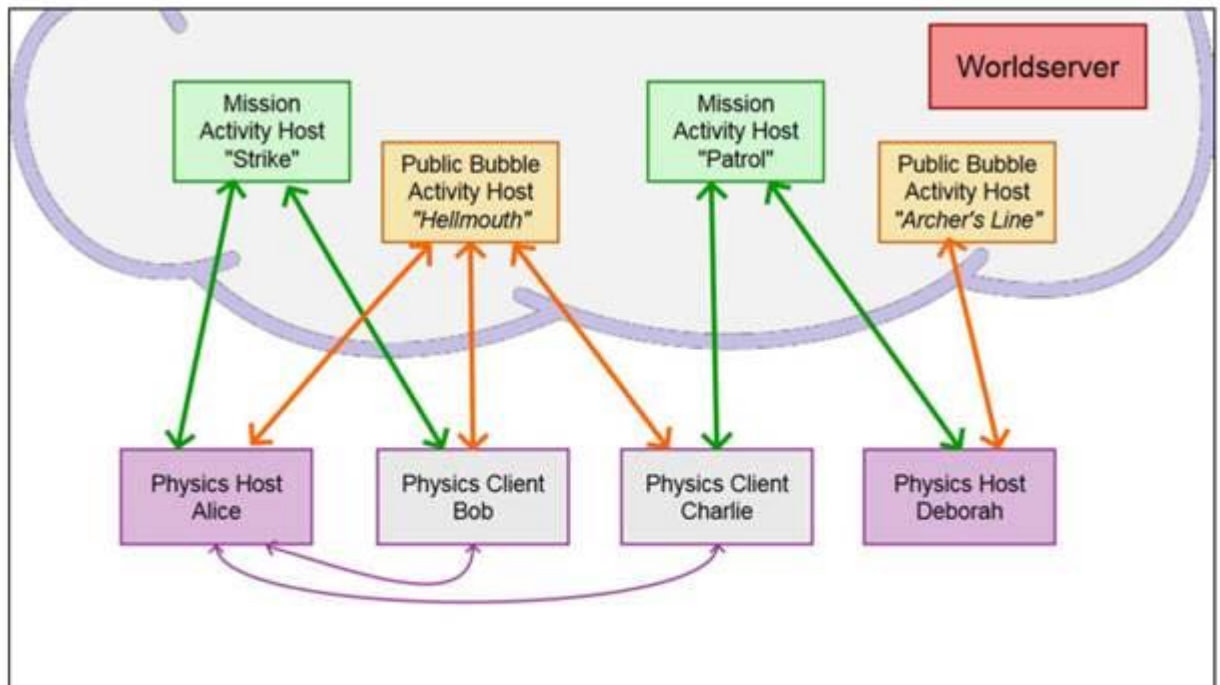 Worldserver
Mission
Activity Host
"Strike"
Public Bubble
Activity Host
"Hellmouth"
Mission
Activity Host
"Patrol"
Public Bubble
Activity Host
"Archer's Line"
Physics Host
Alice
Physics Client
Bob
Physics Client
Charlie
Physics Host
Deborah